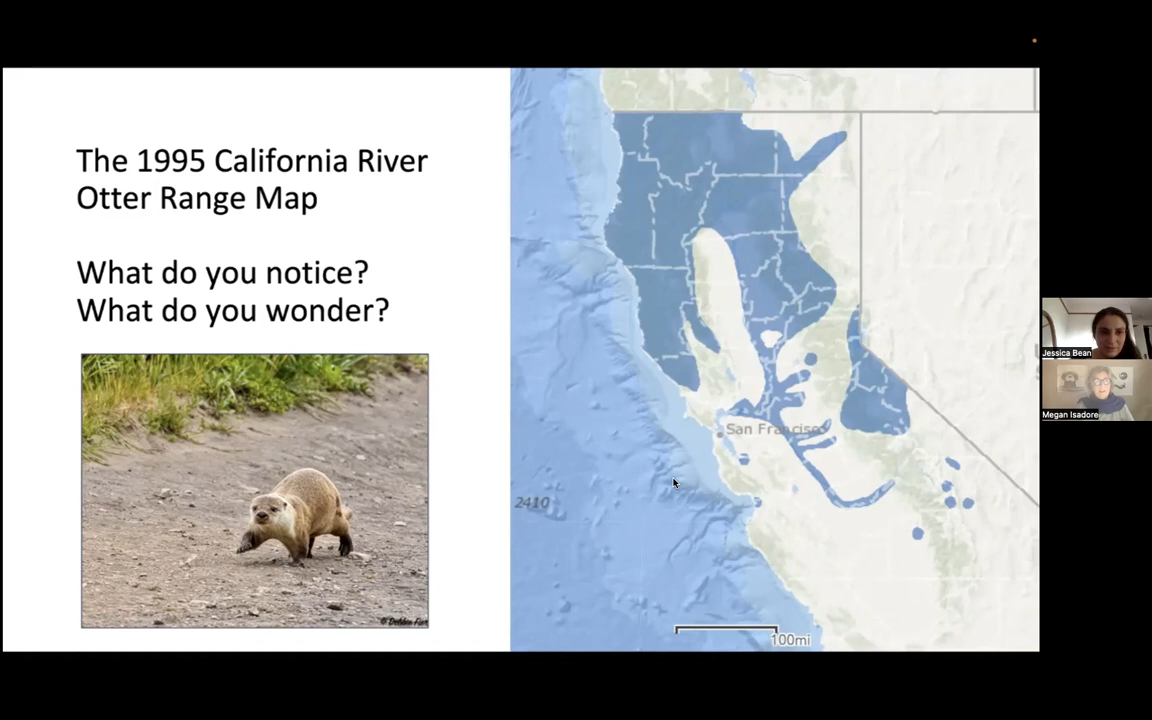 The 1995 California River
Otter Range Map
What do you notice?
What do you wonder?
San Francisco
2410
100mi
Jessica Bean
Megan Isadore